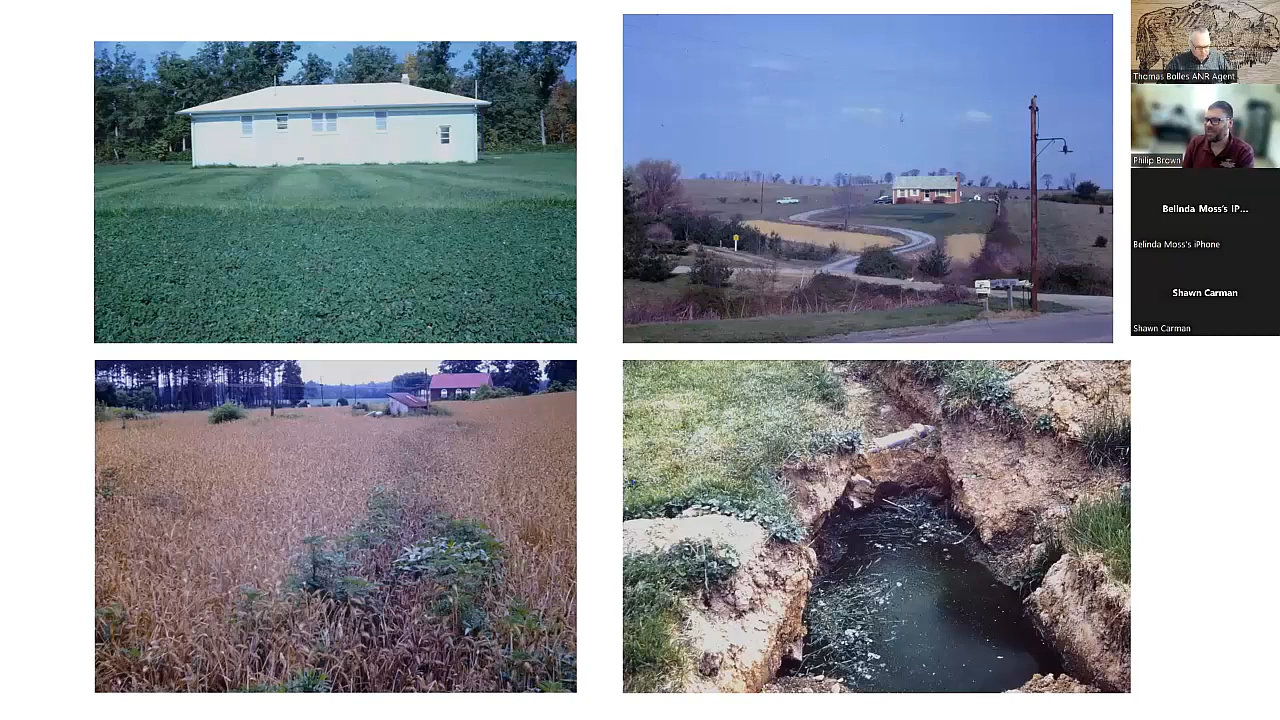 Thomas Bolles ANR Agent
Philip Brown
Belinda Moss's IP...
Belinda Moss's iPhone
Shawn Carman
Shawn Carman